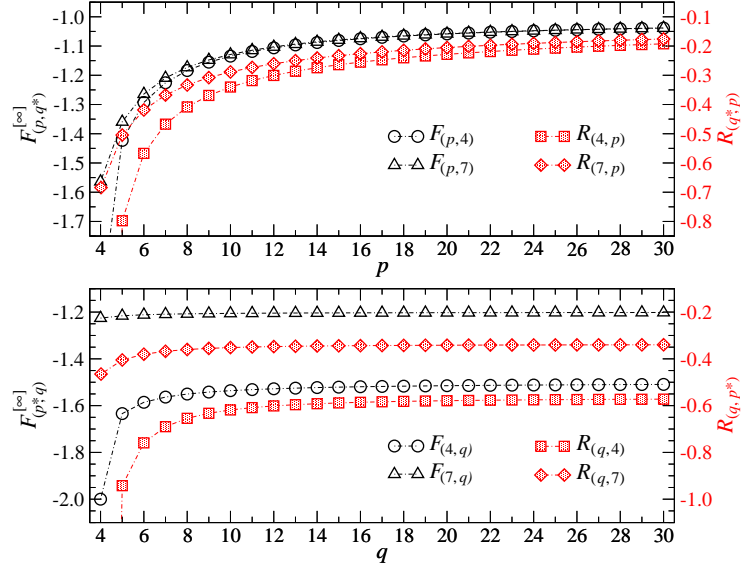 -1.0
-1.1
-1.2
-1.3
-1.4
-1.5
-1.6
-1.7
F^{[∞]}_{(p,q*)}
F_{(p,4)}
R_{(4,p)}
F_{(p,7)}
R_{(7,p)}
-0.1
-0.2
-0.3
-0.4
-0.5
-0.6
-0.7
-0.8
R_{(q*,p)}
4 6 8 10 12 14 16 18 20 22 24 26 28 30
p
-1.2
-1.4
-1.6
-1.8
-2.0
F^{[∞]}_{(p*,q)}
F_{(4,q)}
R_{(q,4)}
F_{(7,q)}
R_{(q,7)}
-0.2
-0.4
-0.6
-0.8
-1.0
R_{(q,p*)}
4 6 8 10 12 14 16 18 20 22 24 26 28 30
q